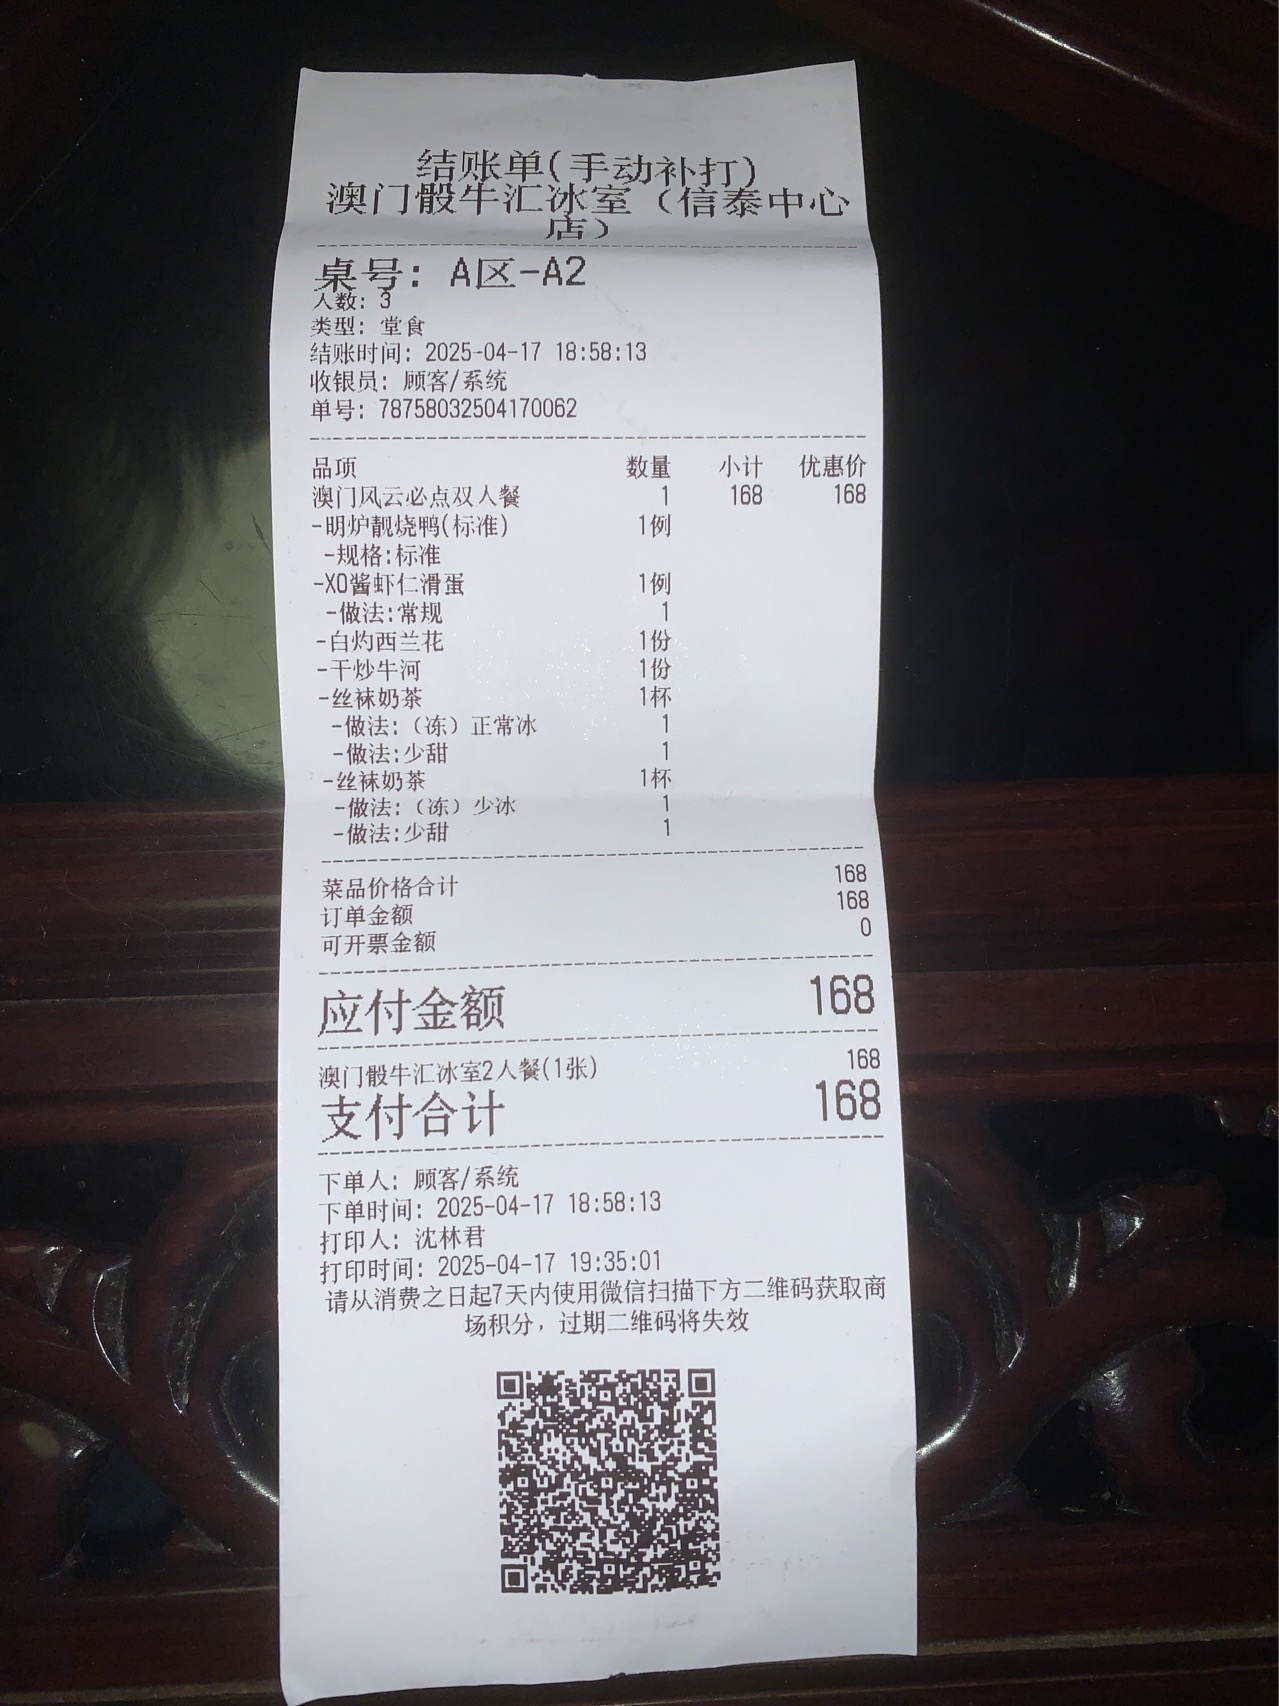 结账单(手动补打)
澳门骰牛汇冰室（信泰中心
店）
桌号: A区-A2
人数: 3
类型: 堂食
结账时间: 2025-04-17 18:58:13
收银员: 顾客/系统
单号: 78758032504170062
品项 数量 小计 优惠价
澳门风云必点双人餐 1 168 168
-明炉靓烧鸭(标准) 1例
-规格:标准
-XO酱虾仁滑蛋 1例
-做法:常规 1
-白灼西兰花 1份
-干炒牛河 1份
-丝袜奶茶 1杯
-做法:（冻）正常冰 1
-做法:少甜 1
-丝袜奶茶 1杯
-做法:（冻）少冰 1
-做法:少甜 1
菜品价格合计 168
订单金额 168
可开票金额 0
应付金额 168
澳门骰牛汇冰室2人餐(1张) 168
支付合计 168
下单人: 顾客/系统
下单时间: 2025-04-17 18:58:13
打印人: 沈林君
打印时间: 2025-04-17 19:35:01
请从消费之日起7天内使用微信扫描下方二维码获取商
场积分，过期二维码将失效